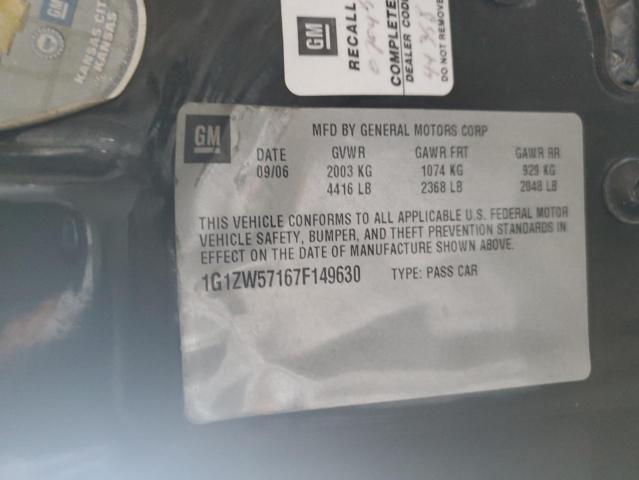 GM
KANSAS CITY
KANSAS
GM
RECALL
COMPLETE
DEALER CODE
44 358
DO NOT REMOVE
GM
MFD BY GENERAL MOTORS CORP
DATE GVWR GAWR FRT GAWR RR
09/06 2003 KG 1074 KG 929 KG
4416 LB 2368 LB 2048 LB
THIS VEHICLE CONFORMS TO ALL APPLICABLE U.S. FEDERAL MOTOR
VEHICLE SAFETY, BUMPER, AND THEFT PREVENTION STANDARDS IN
EFFECT ON THE DATE OF MANUFACTURE SHOWN ABOVE.
1G1ZW57167F149630 TYPE: PASS CAR